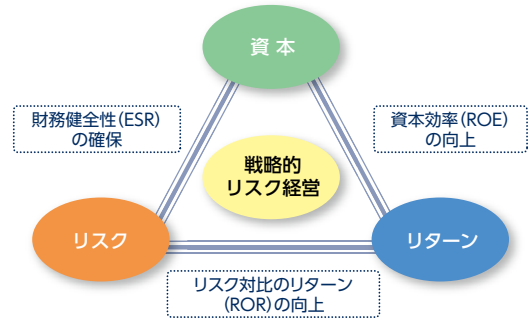 資本
財務健全性(ESR)
の確保
資本効率(ROE)
の向上
戦略的
リスク経営
リスク
リターン
リスク対比のリターン
(ROR)の向上